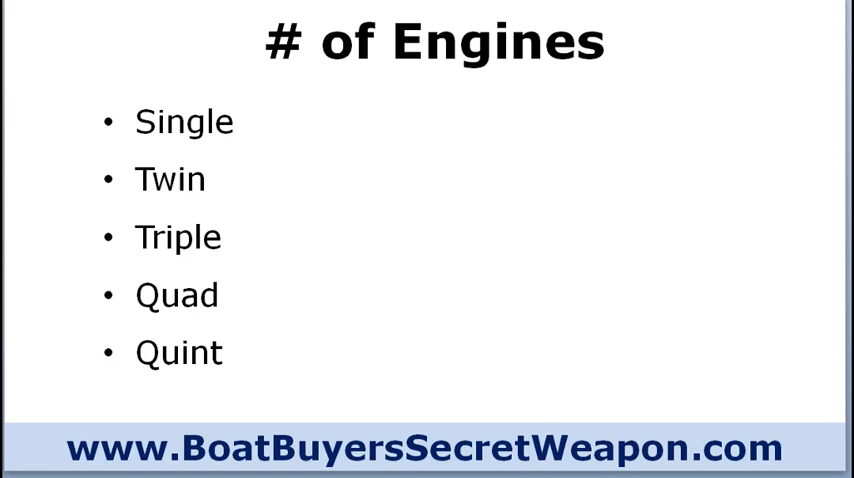 # of Engines
• Single
• Twin
• Triple
• Quad
• Quint
www.BoatBuyersSecretWeapon.com